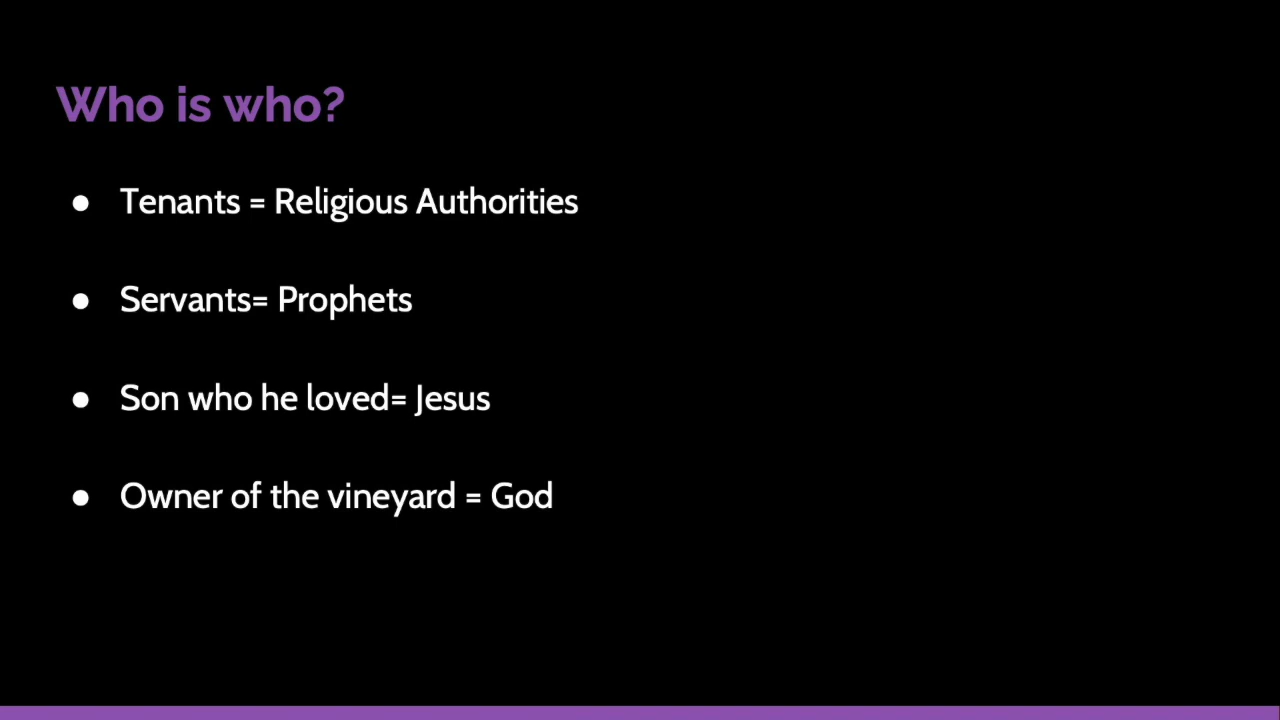 Who is who?
● Tenants = Religious Authorities
● Servants= Prophets
● Son who he loved= Jesus
● Owner of the vineyard = God